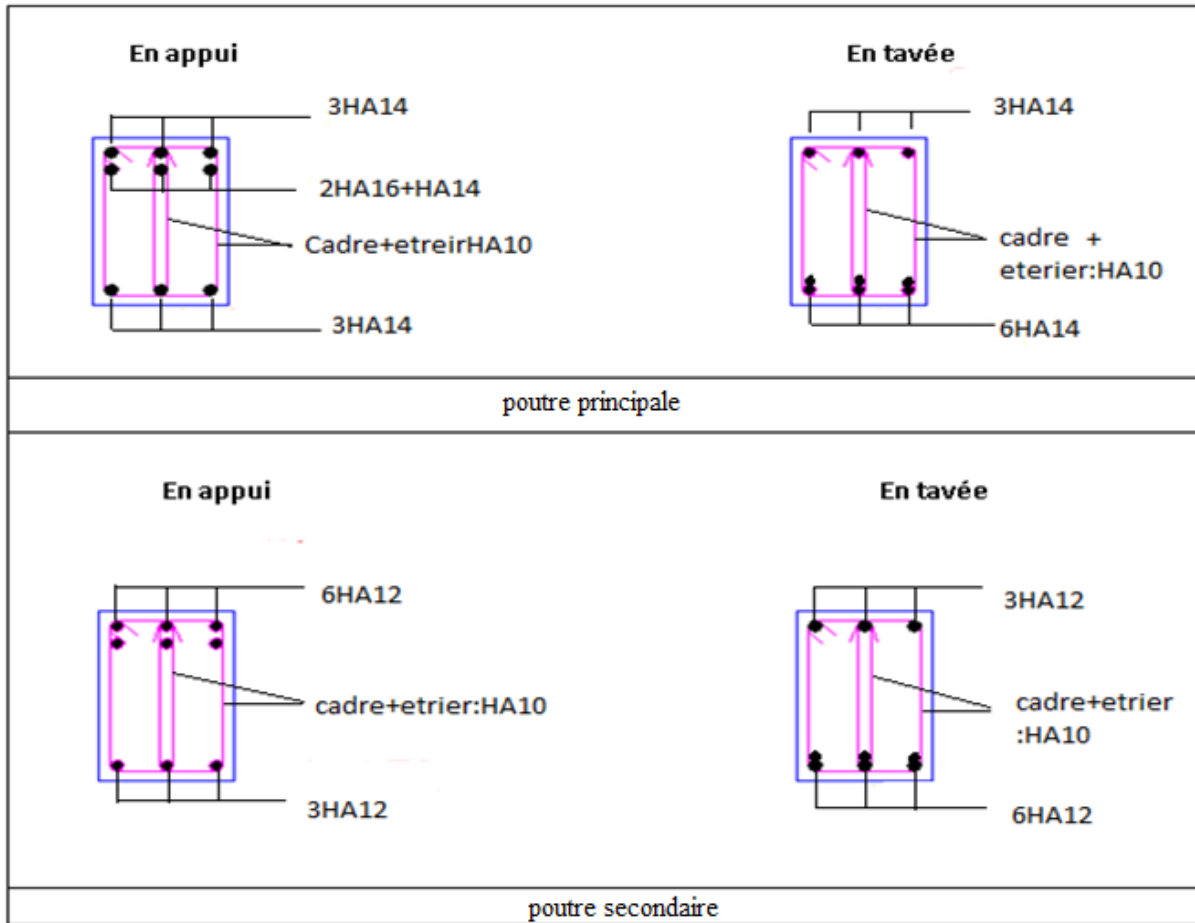 En appui
En tavée
3HA14
3HA14
2HA16+HA14
Cadre+etreirHA10
cadre +
eterier:HA10
3HA14
6HA14
poutre principale
En appui
En tavée
6HA12
3HA12
cadre+etrier:HA10
cadre+etrier
:HA10
3HA12
6HA12
poutre secondaire